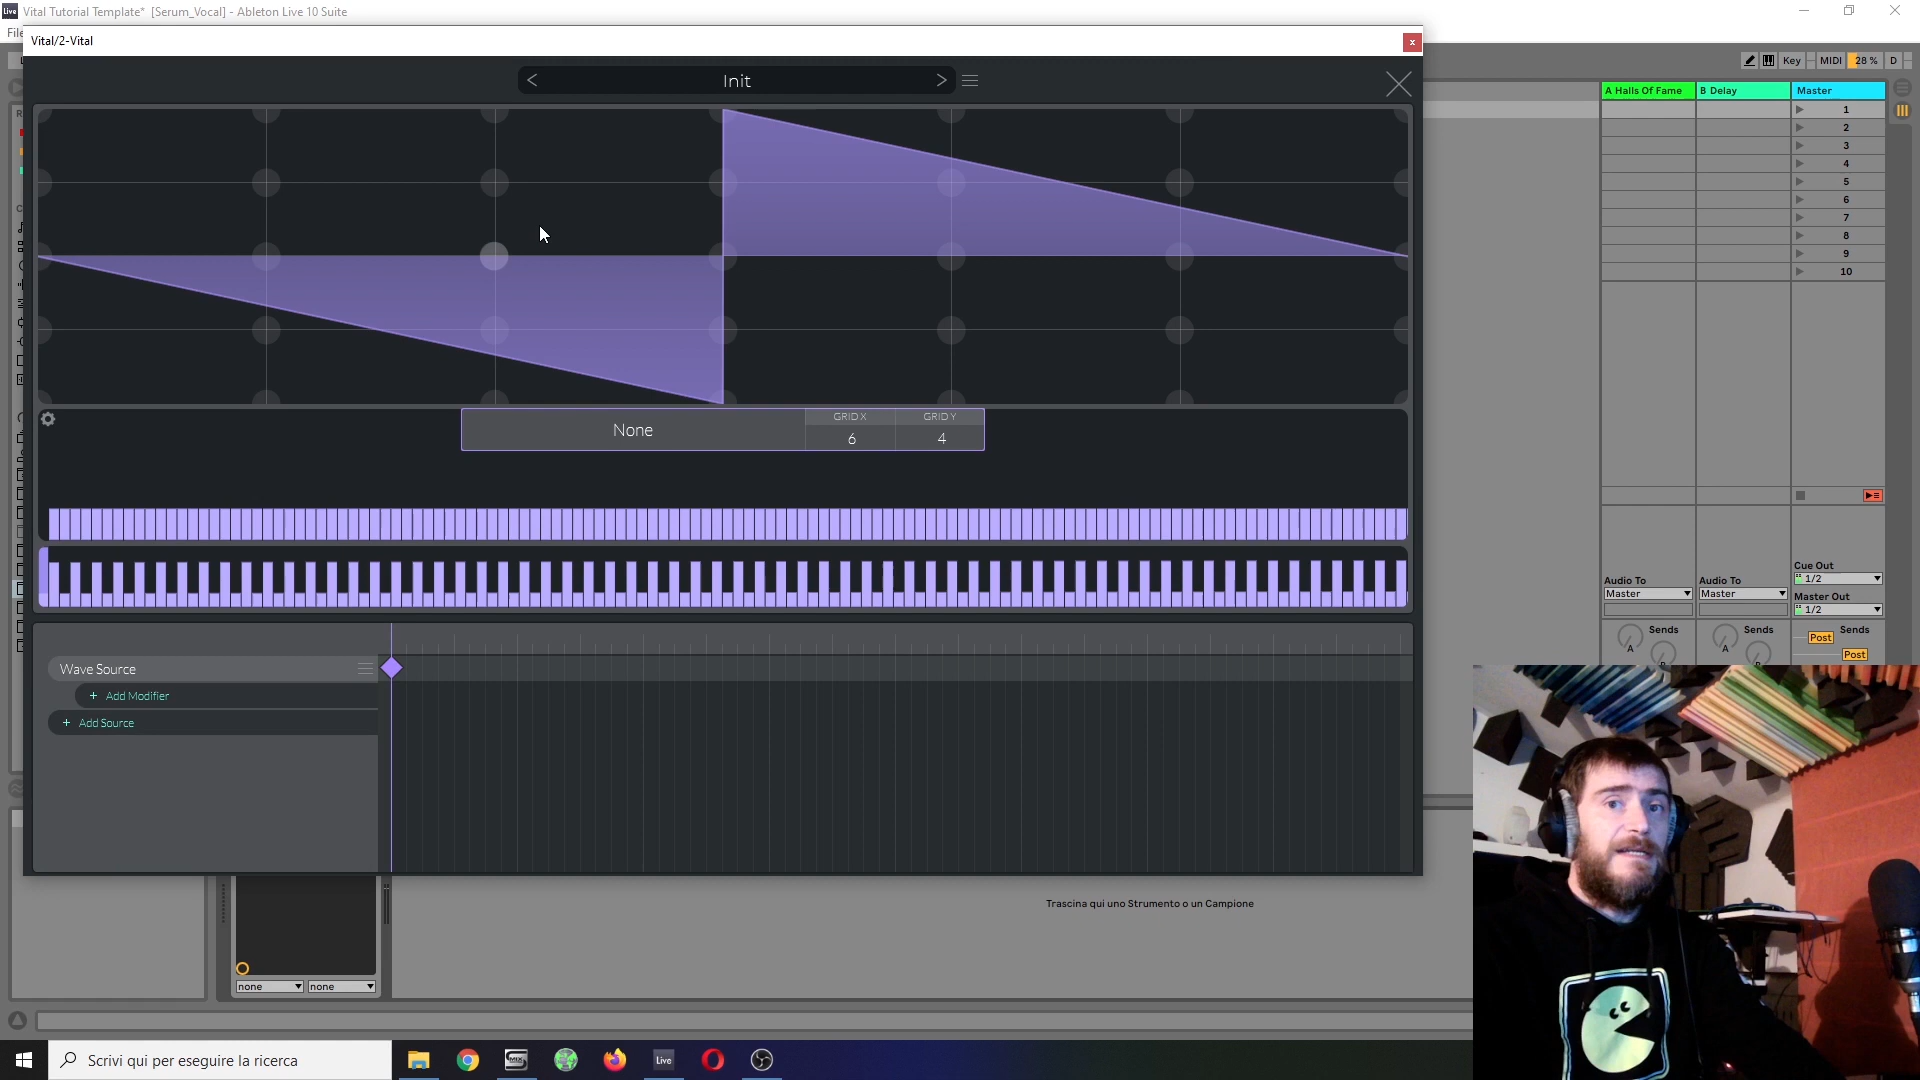 Live Vital Tutorial Template* [Serum_Vocal] - Ableton Live 10 Suite
File
Vital/2-Vital
x
Init
Key
MIDI
28 %
D
A Halls Of Fame
B Delay
Master
1
2
3
4
5
6
7
8
9
10
None
GRID X
6
GRID Y
4
Wave Source
+ Add Modifier
+ Add Source
Audio To
Master
Audio To
Master
Cue Out
1/2
Master Out
1/2
Sends
A
Sends
A
Sends
Post
Post
Trascina qui uno Strumento o un Campione
none
none
Scrivi qui per eseguire la ricerca
Live